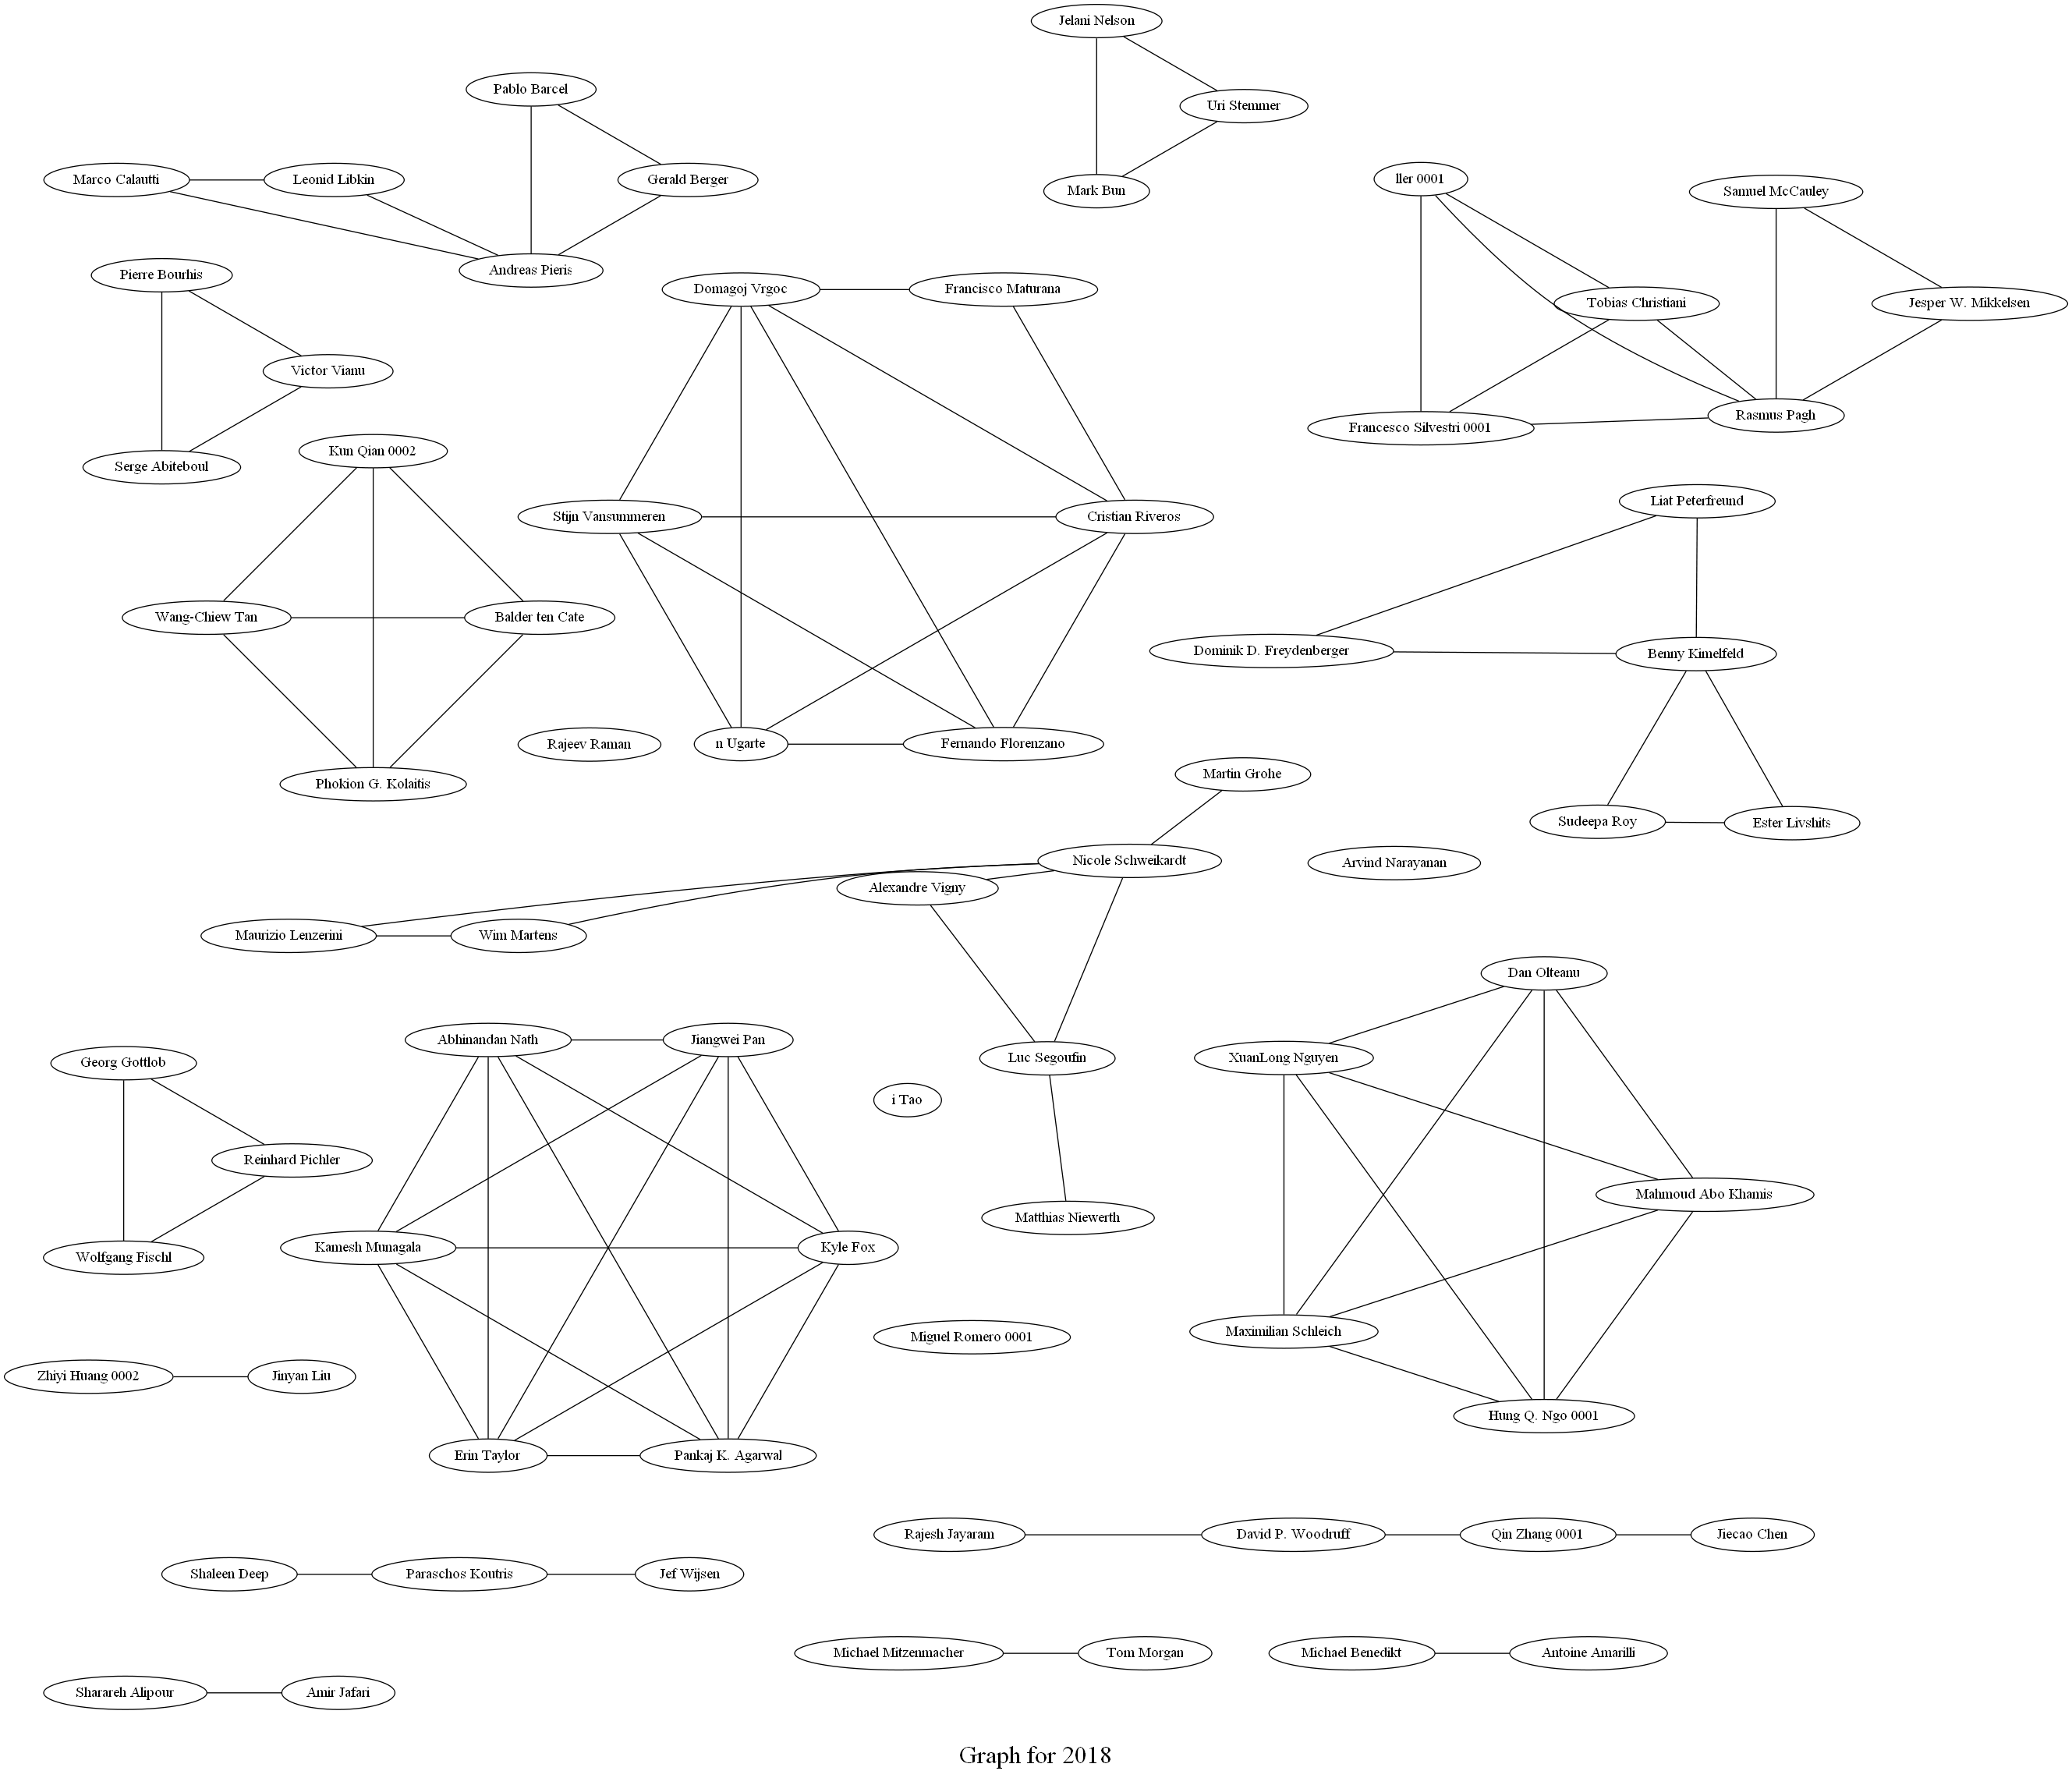 Jelani Nelson
Pablo Barcel
Uri Stemmer
Marco Calautti
Leonid Libkin
Gerald Berger
Mark Bun
ller 0001
Samuel McCauley
Andreas Pieris
Pierre Bourhis
Domagoj Vrgoc
Francisco Maturana
Tobias Christiani
Jesper W. Mikkelsen
Victor Vianu
Rasmus Pagh
Francesco Silvestri 0001
Kun Qian 0002
Serge Abiteboul
Liat Peterfreund
Stijn Vansummeren
Cristian Riveros
Wang-Chiew Tan
Balder ten Cate
Dominik D. Freydenberger
Benny Kimelfeld
Rajeev Raman
n Ugarte
Fernando Florenzano
Martin Grohe
Phokion G. Kolaitis
Sudeepa Roy
Ester Livshits
Nicole Schweikardt
Arvind Narayanan
Alexandre Vigny
Maurizio Lenzerini
Wim Martens
Dan Olteanu
Abhinandan Nath
Jiangwei Pan
Georg Gottlob
Luc Segoufin
XuanLong Nguyen
i Tao
Reinhard Pichler
Mahmoud Abo Khamis
Matthias Niewerth
Wolfgang Fischl
Kamesh Munagala
Kyle Fox
Miguel Romero 0001
Maximilian Schleich
Zhiyi Huang 0002
Jinyan Liu
Hung Q. Ngo 0001
Erin Taylor
Pankaj K. Agarwal
Rajesh Jayaram
David P. Woodruff
Qin Zhang 0001
Jiecao Chen
Shaleen Deep
Paraschos Koutris
Jef Wijsen
Michael Mitzenmacher
Tom Morgan
Michael Benedikt
Antoine Amarilli
Sharareh Alipour
Amir Jafari
Graph for 2018